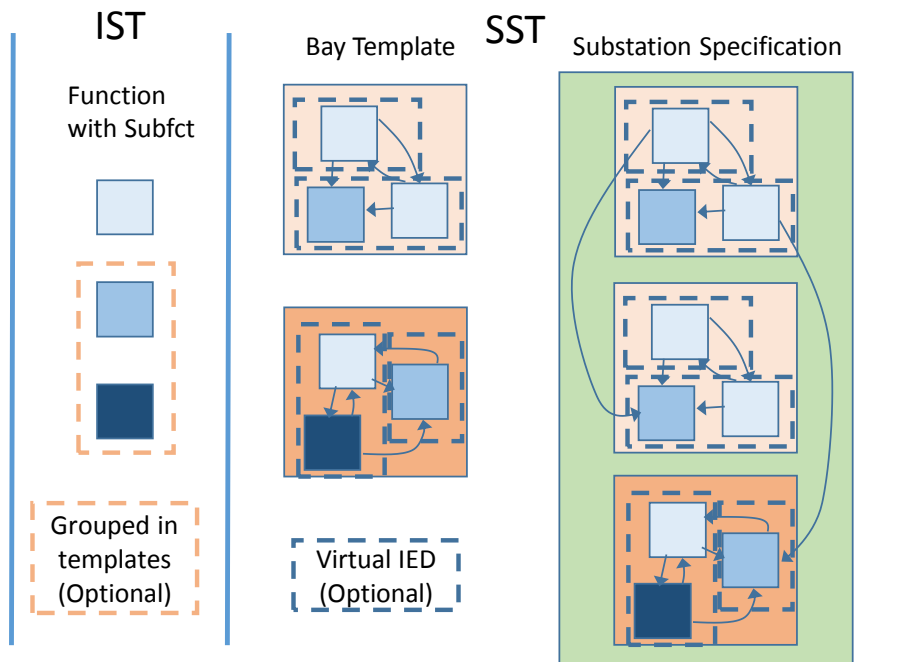 IST
SST
Bay Template
Substation Specification
Function
with Subfct
Grouped in
templates
(Optional)
Virtual IED
(Optional)